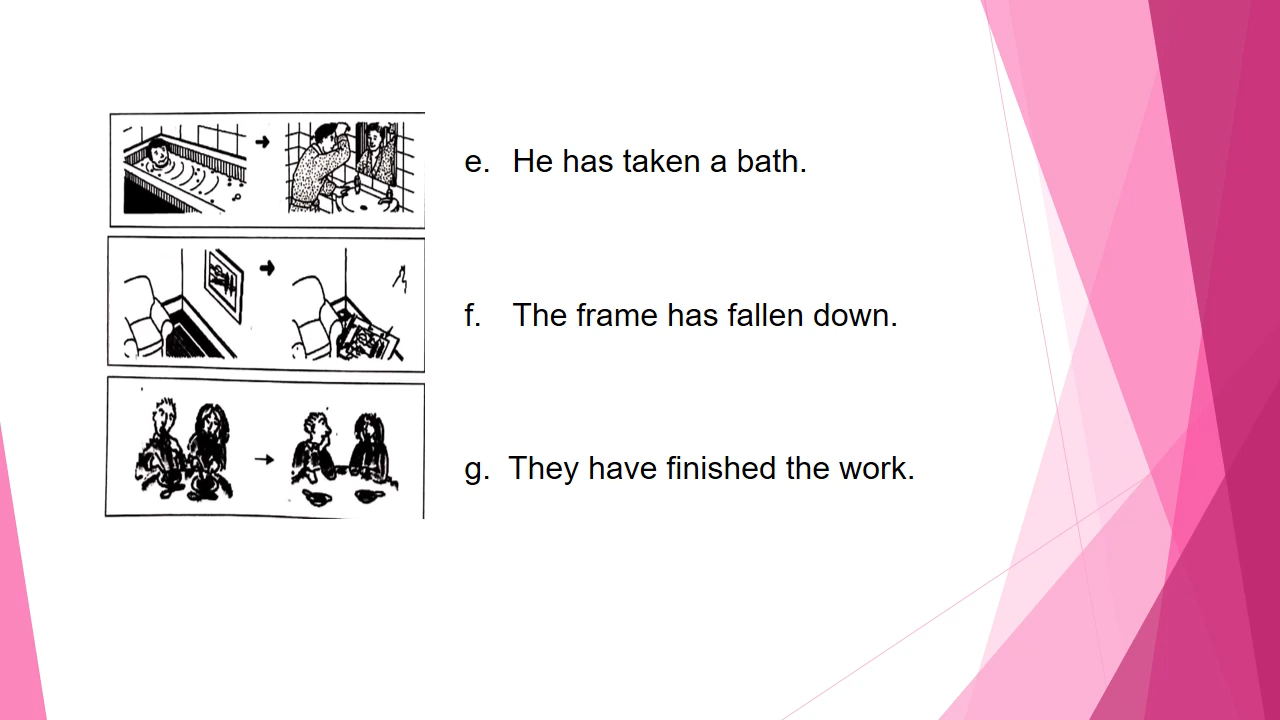 e. He has taken a bath.
f. The frame has fallen down.
g. They have finished the work.